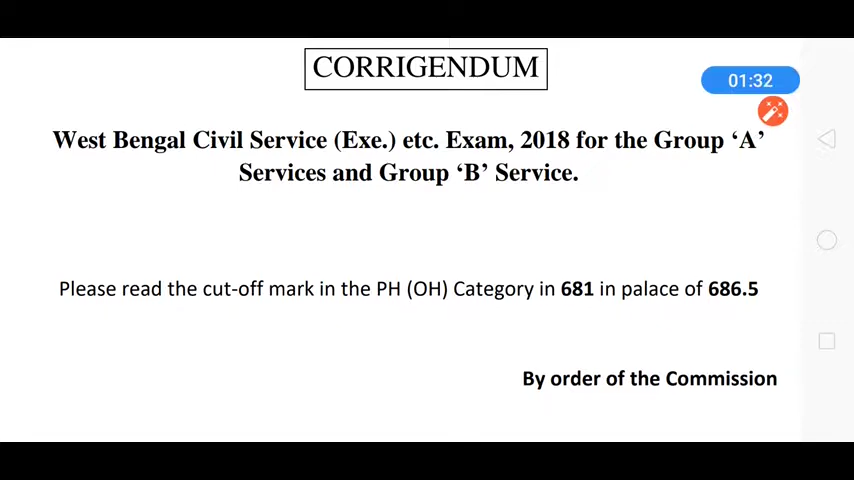 CORRIGENDUM
01:32
West Bengal Civil Service (Exe.) etc. Exam, 2018 for the Group ‘A’
Services and Group ‘B’ Service.
Please read the cut-off mark in the PH (OH) Category in 681 in palace of 686.5
By order of the Commission